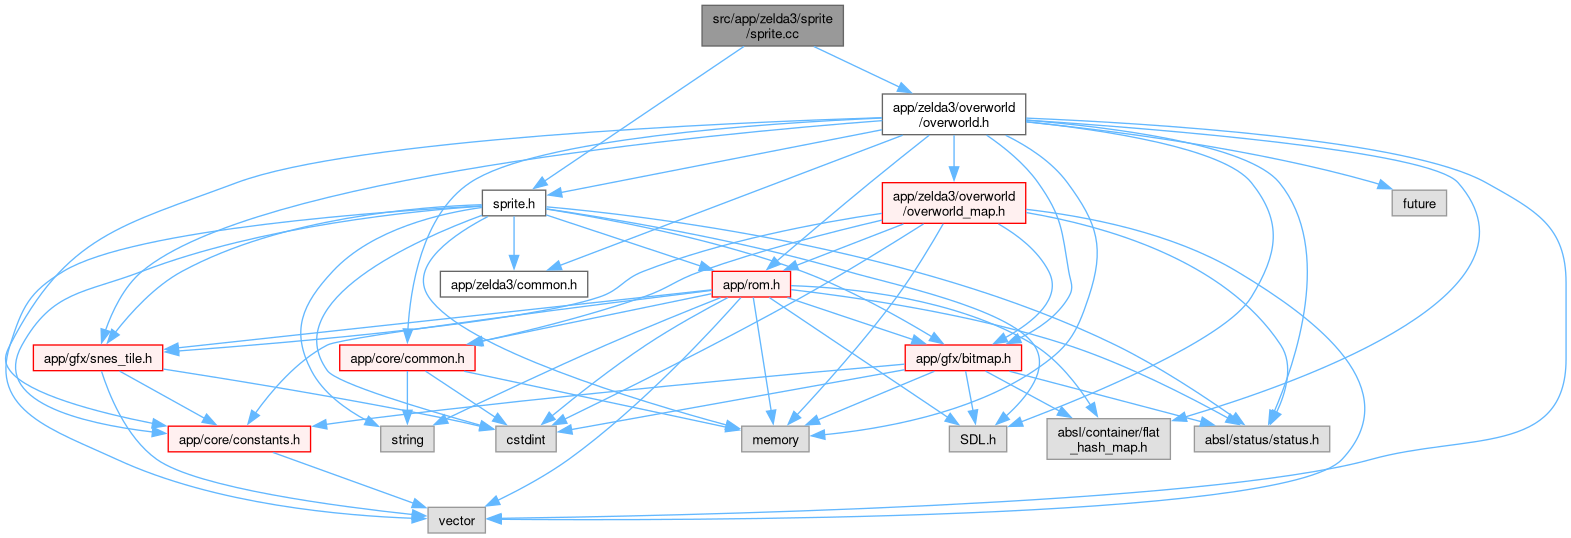 src/app/zelda3/sprite
/sprite.cc
app/zelda3/overworld
/overworld.h
sprite.h
app/zelda3/overworld
/overworld_map.h
future
app/zelda3/common.h
app/rom.h
app/gfx/snes_tile.h
app/core/common.h
app/gfx/bitmap.h
app/core/constants.h
string
cstdint
memory
SDL.h
absl/container/flat
_hash_map.h
absl/status/status.h
vector